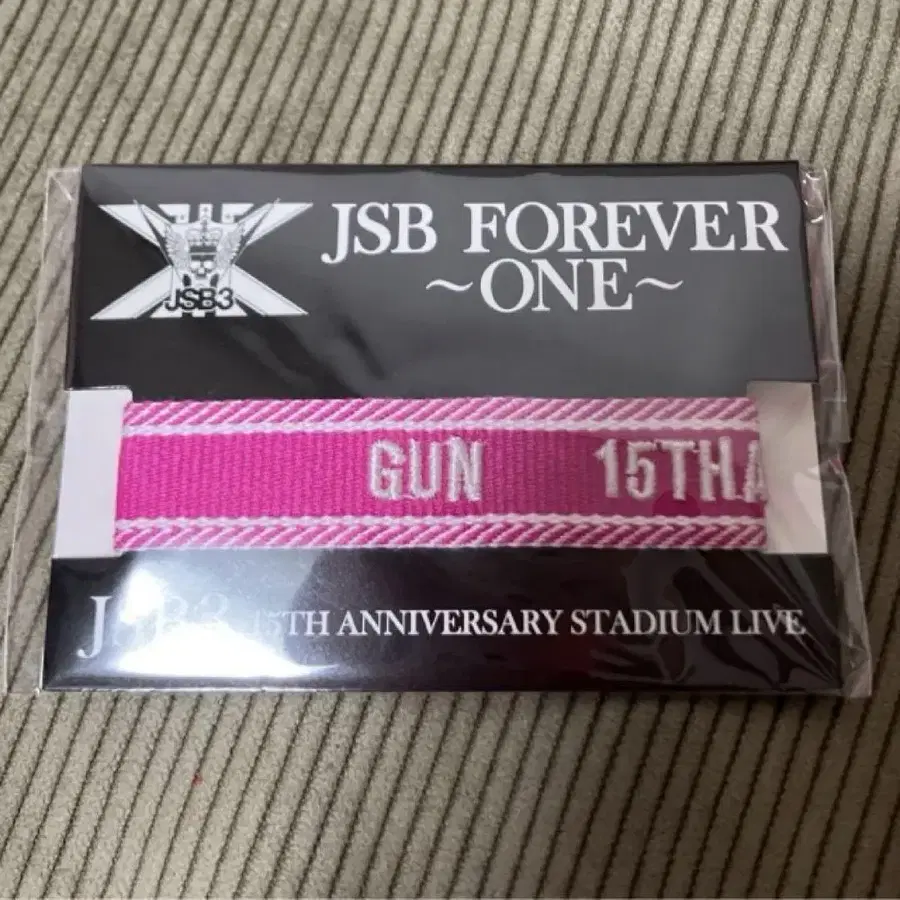 JSB3
JSB FOREVER
~ONE~
GUN 15THA
JSB3 15TH ANNIVERSARY STADIUM LIVE